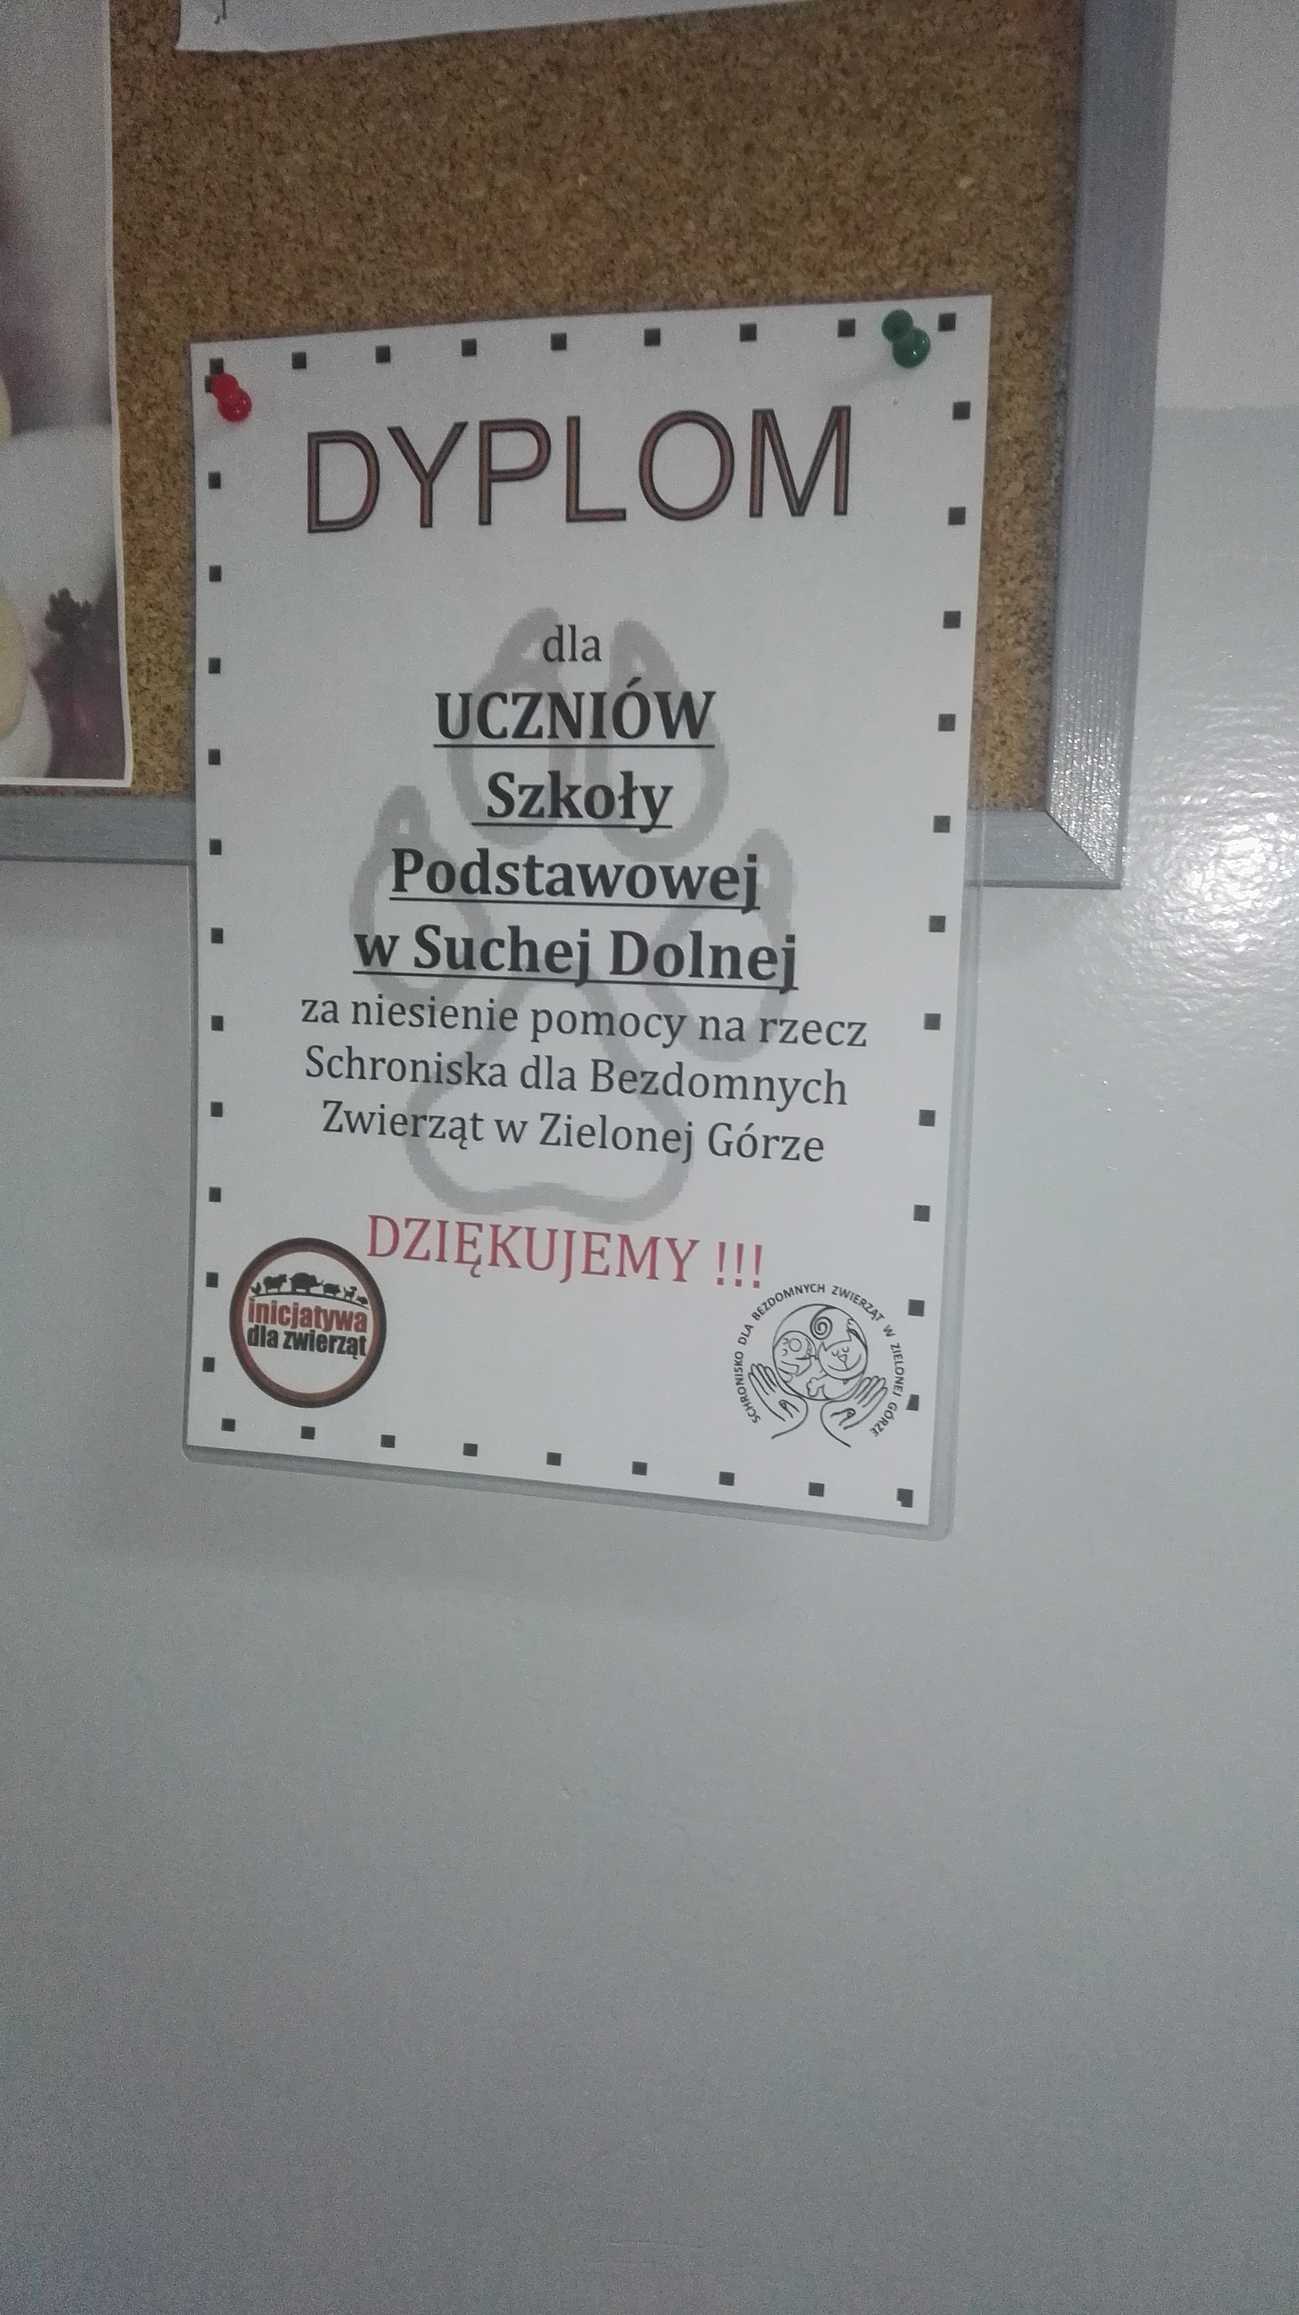 DYPLOM
dla
UCZNIÓW
Szkoły
Podstawowej
w Suchej Dolnej
za niesienie pomocy na rzecz
Schroniska dla Bezdomnych
Zwierząt w Zielonej Górze
DZIĘKUJEMY !!!
inicjatywa
dla zwierząt
SCHRONISKO DLA BEZDOMNYCH ZWIERZĄT W ZIELONEJ GÓRZE